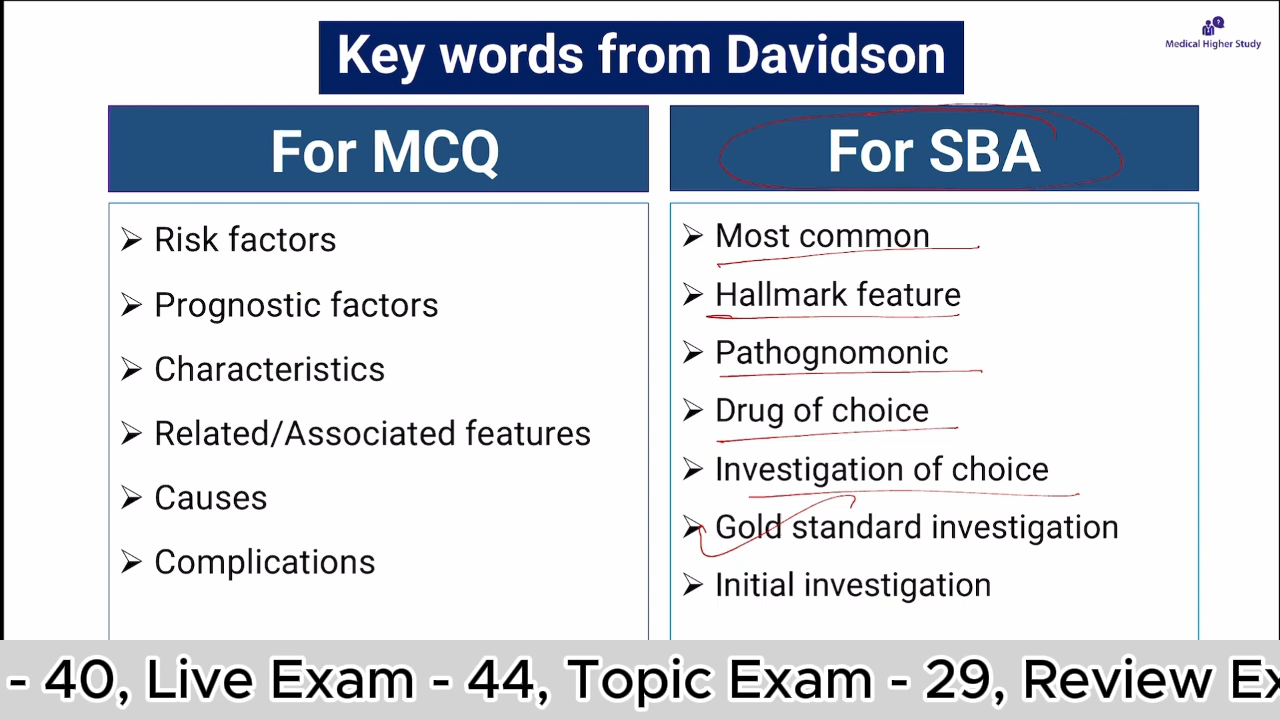 Key words from Davidson
Medical Higher Study
For MCQ
➢ Risk factors
➢ Prognostic factors
➢ Characteristics
➢ Related/Associated features
➢ Causes
➢ Complications
For SBA
➢ Most common
➢ Hallmark feature
➢ Pathognomonic
➢ Drug of choice
➢ Investigation of choice
➢ Gold standard investigation
➢ Initial investigation
- 40, Live Exam - 44, Topic Exam - 29, Review Ex